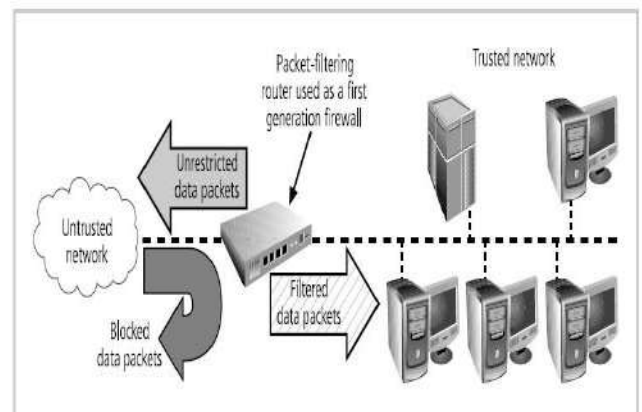 Packet-filtering
router used as a first
generation firewall
Trusted network
Unrestricted
data packets
Untrusted
network
Filtered
data packets
Blocked
data packets